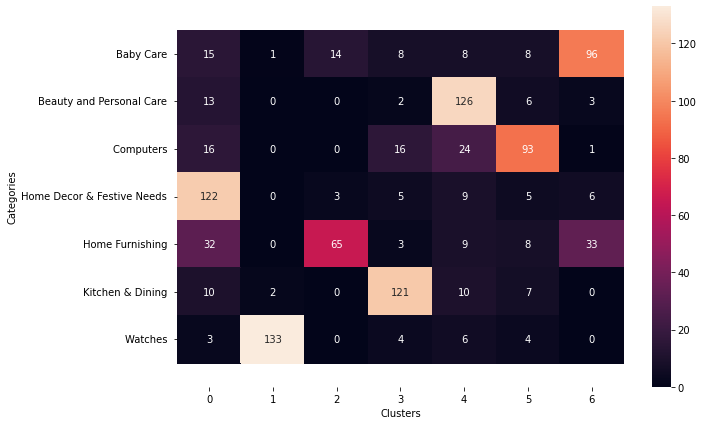 Categories
Baby Care 15 1 14 8 8 8 96
Beauty and Personal Care 13 0 0 2 126 6 3
Computers 16 0 0 16 24 93 1
Home Decor & Festive Needs 122 0 3 5 9 5 6
Home Furnishing 32 0 65 3 9 8 33
Kitchen & Dining 10 2 0 121 10 7 0
Watches 3 133 0 4 6 4 0
0 1 2 3 4 5 6
Clusters
120
100
80
60
40
20
0